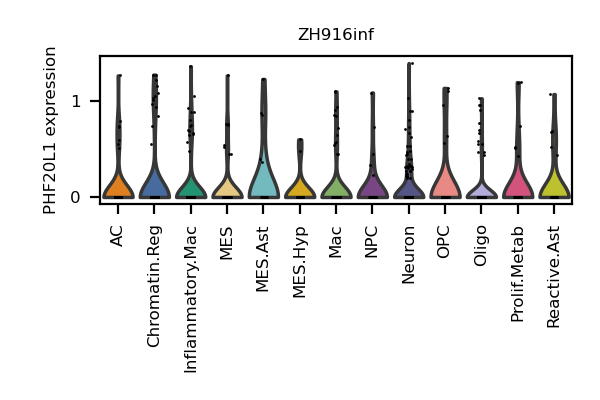 ZH916inf
PHF20L1 expression
1
0
AC
Chromatin.Reg
Inflammatory.Mac
MES
MES.Ast
MES.Hyp
Mac
NPC
Neuron
OPC
Oligo
Prolif.Metab
Reactive.Ast